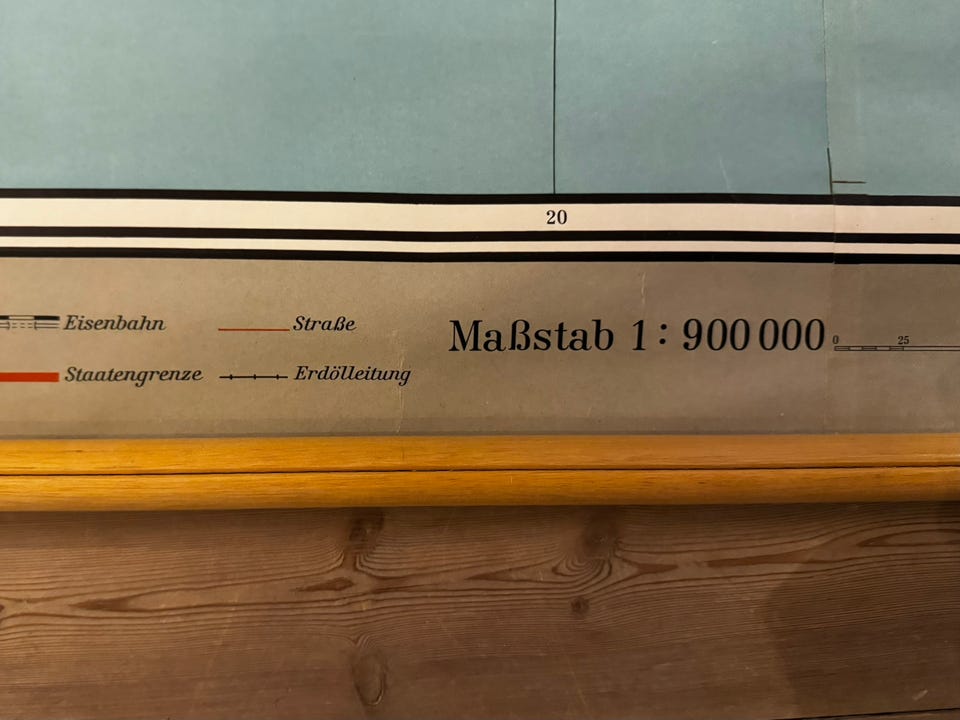 20
Eisenbahn Straße
Maßstab 1 : 900 000 0 25
Staatengrenze Erdölleitung